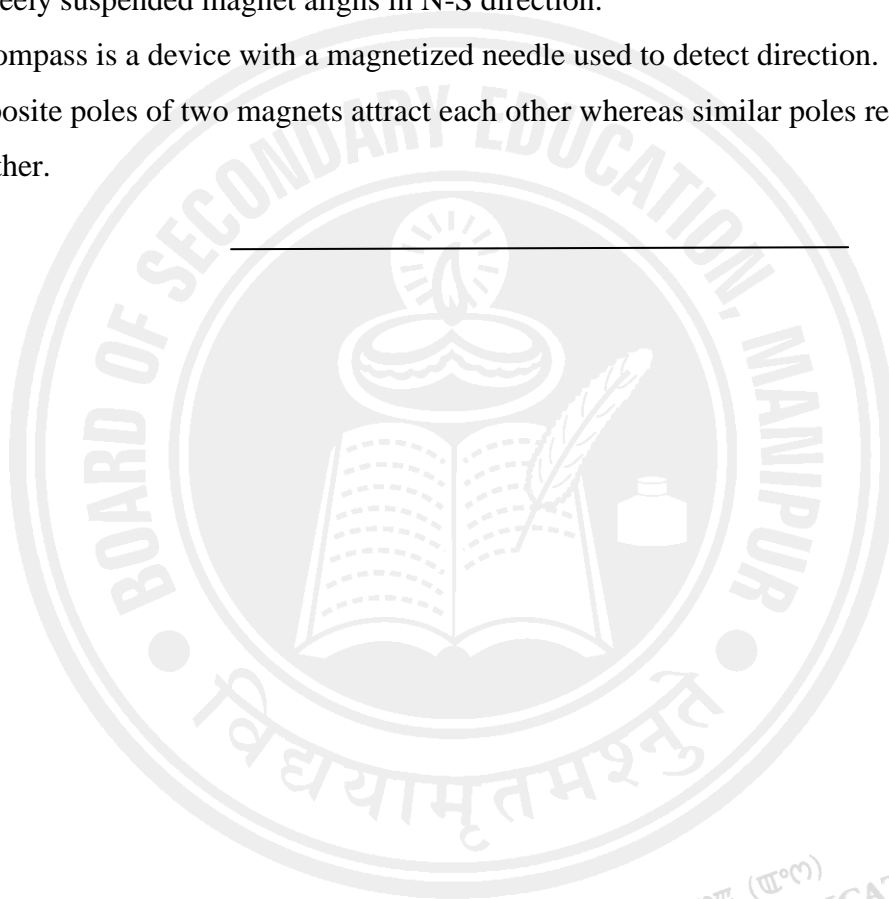 eely suspended magnet aligns in N-S direction.
ompass is a device with a magnetized needle used to detect direction.
posite poles of two magnets attract each other whereas similar poles re
ther.
BOARD OF SECONDARY EDUCATION, MANIPUR
विद्ययामृतमश्नुते